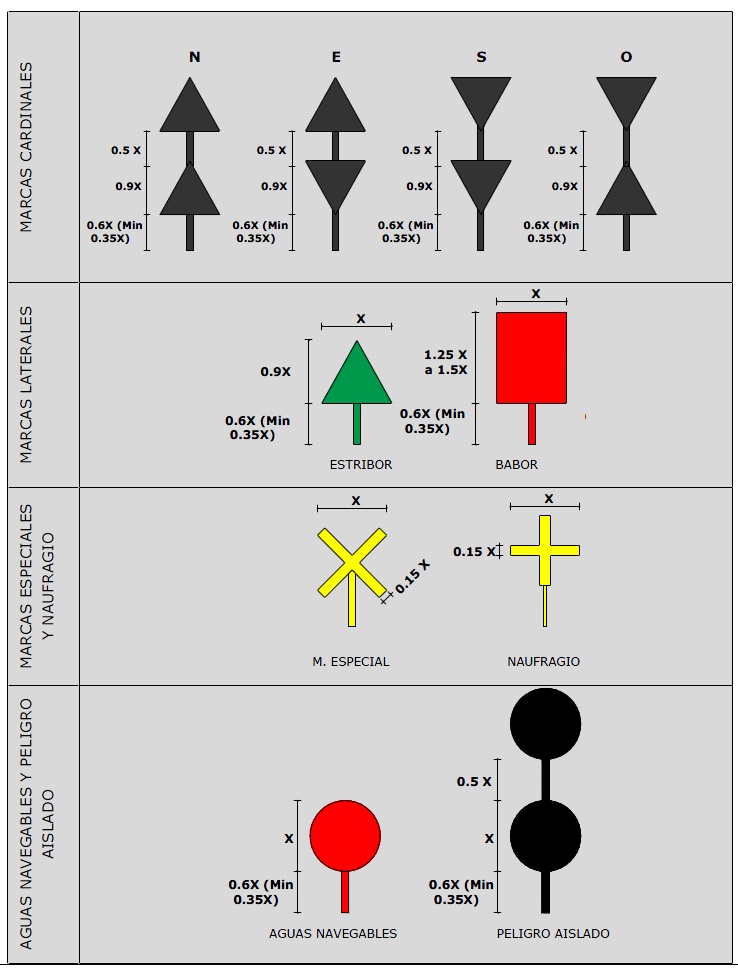 MARCAS CARDINALES
N
E
S
O
0.5 X
0.9X
0.6X (Min
0.35X)
0.5 X
0.9X
0.6X (Min
0.35X)
0.5 X
0.9X
0.6X (Min
0.35X)
0.5 X
0.9X
0.6X (Min
0.35X)
MARCAS LATERALES
X
0.9X
0.6X (Min
0.35X)
ESTRIBOR
X
1.25 X
a 1.5X
0.6X (Min
0.35X)
BABOR
MARCAS ESPECIALES
Y NAUFRAGIO
X
0.15 X
M. ESPECIAL
X
0.15 X
NAUFRAGIO
AGUAS NAVEGABLES Y PELIGRO
AISLADO
X
0.6X (Min
0.35X)
AGUAS NAVEGABLES
0.5 X
X
0.6X (Min
0.35X)
PELIGRO AISLADO